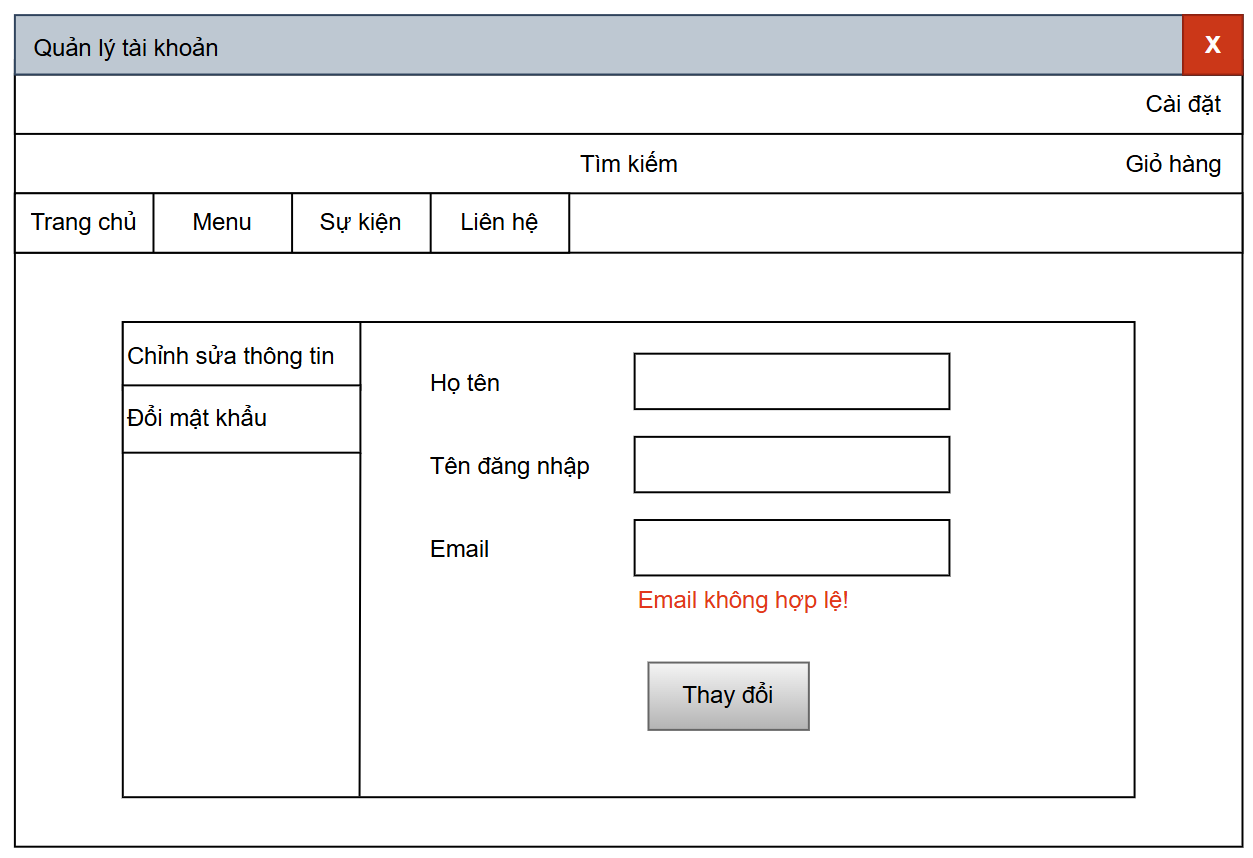 Quản lý tài khoản
X
Cài đặt
Tìm kiếm
Giỏ hàng
Trang chủ
Menu
Sự kiện
Liên hệ
Chỉnh sửa thông tin
Đổi mật khẩu
Họ tên
Tên đăng nhập
Email
Email không hợp lệ!
Thay đổi